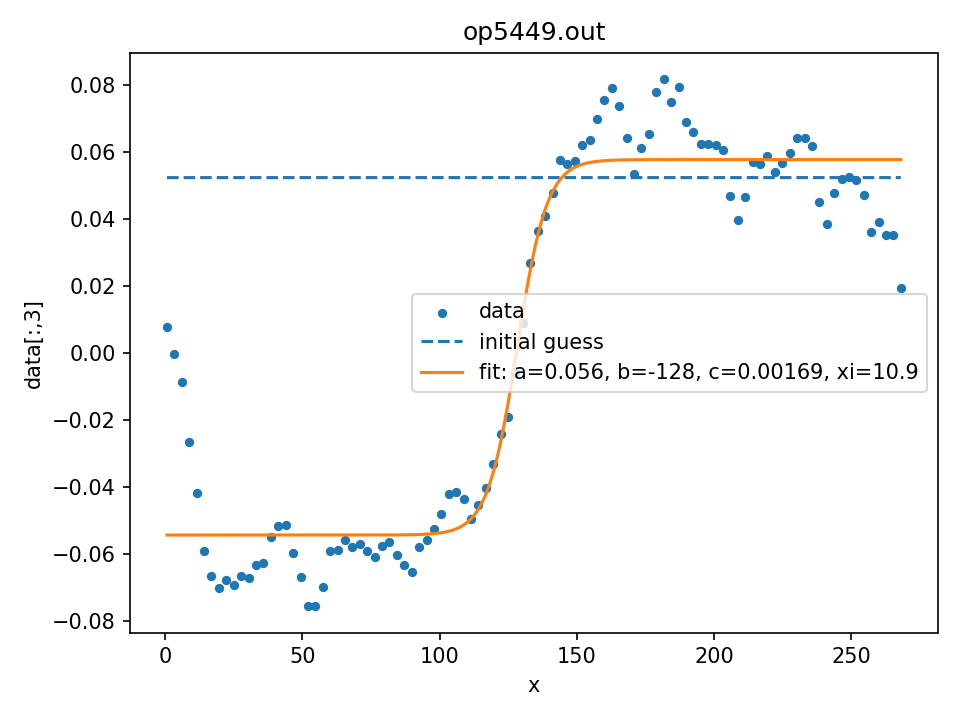 op5449.out
0.08
0.06
0.04
0.02
0.00
−0.02
−0.04
−0.06
−0.08
data[:,3]
data
initial guess
fit: a=0.056, b=-128, c=0.00169, xi=10.9
0 50 100 150 200 250
x